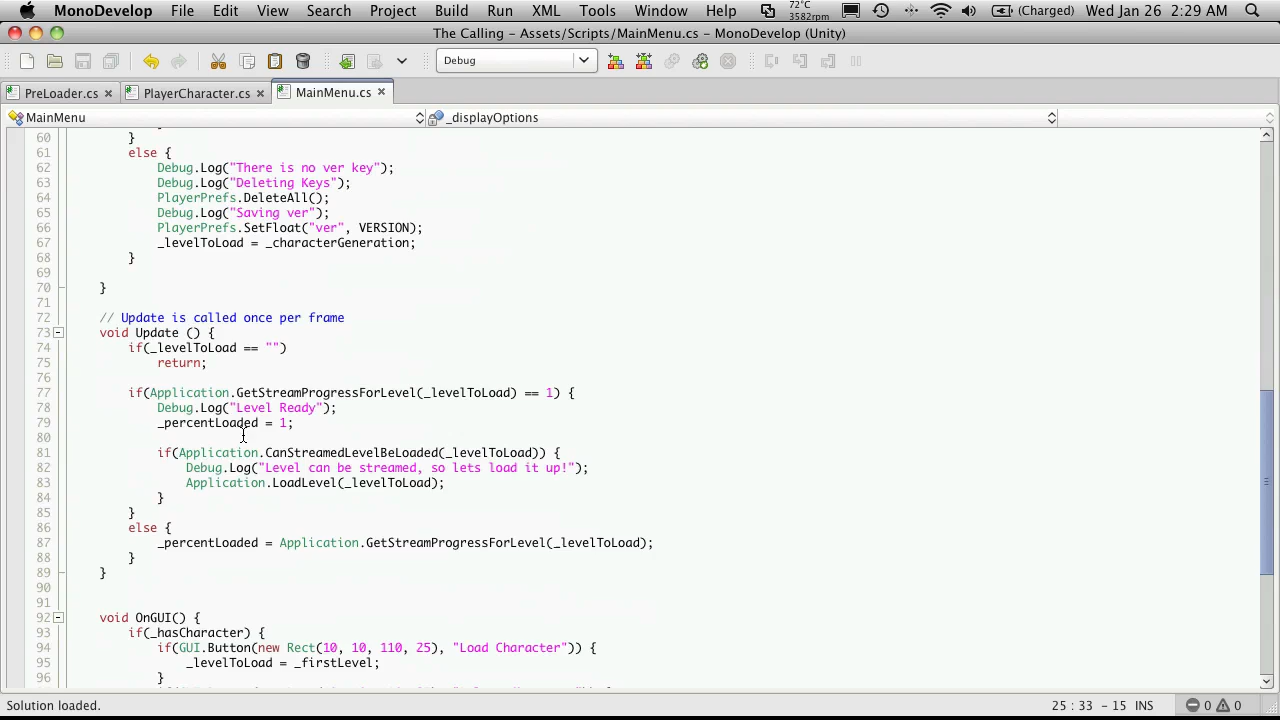 MonoDevelop File Edit View Search Project Build Run XML Tools Window Help 72°C 3582rpm (Charged) Wed Jan 26 2:29 AM
The Calling - Assets/Scripts/MainMenu.cs - MonoDevelop (Unity)
Debug
PreLoader.cs PlayerCharacter.cs MainMenu.cs
MainMenu _displayOptions
60 }
61 else {
62 Debug.Log("There is no ver key");
63 Debug.Log("Deleting Keys");
64 PlayerPrefs.DeleteAll();
65 Debug.Log("Saving ver");
66 PlayerPrefs.SetFloat("ver", VERSION);
67 _levelToLoad = _characterGeneration;
68 }
69
70 }
71
72 // Update is called once per frame
73 void Update () {
74 if(_levelToLoad == "")
75 return;
76
77 if(Application.GetStreamProgressForLevel(_levelToLoad) == 1) {
78 Debug.Log("Level Ready");
79 _percentLoaded = 1;
80
81 if(Application.CanStreamedLevelBeLoaded(_levelToLoad)) {
82 Debug.Log("Level can be streamed, so lets load it up!");
83 Application.LoadLevel(_levelToLoad);
84 }
85 }
86 else {
87 _percentLoaded = Application.GetStreamProgressForLevel(_levelToLoad);
88 }
89 }
90
91
92 void OnGUI() {
93 if(_hasCharacter) {
94 if(GUI.Button(new Rect(10, 10, 110, 25), "Load Character")) {
95 _levelToLoad = _firstLevel;
96 }
Solution loaded. 25 : 33 - 15 INS 0 0